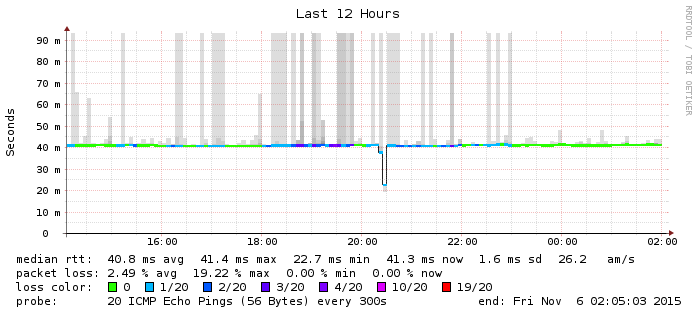 Last 12 Hours
RRDTOOL / TOBI OETIKER
Seconds
90 m
80 m
70 m
60 m
50 m
40 m
30 m
20 m
10 m
0
16:00 18:00 20:00 22:00 00:00 02:00
median rtt: 40.8 ms avg 41.4 ms max 22.7 ms min 41.3 ms now 1.6 ms sd 26.2 am/s
packet loss: 2.49 % avg 19.22 % max 0.00 % min 0.00 % now
loss color: 0 1/20 2/20 3/20 4/20 10/20 19/20
probe: 20 ICMP Echo Pings (56 Bytes) every 300s end: Fri Nov 6 02:05:03 2015